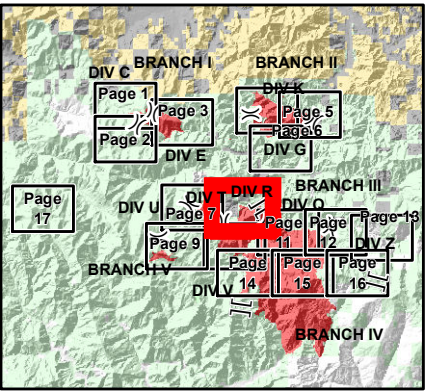 BRANCH I
BRANCH II
DIV C
DIV K
Page 1
Page 3
Page 5
Page 2
Page 6
DIV E
DIV G
BRANCH III
DIV T
DIV R
Page
17
DIV U
Page 7
DIV Q
Page 13
Page
11
Page
12
Page 9
DIV Z
BRANCH V
Page
14
Page
15
Page
16
DIV V
BRANCH IV